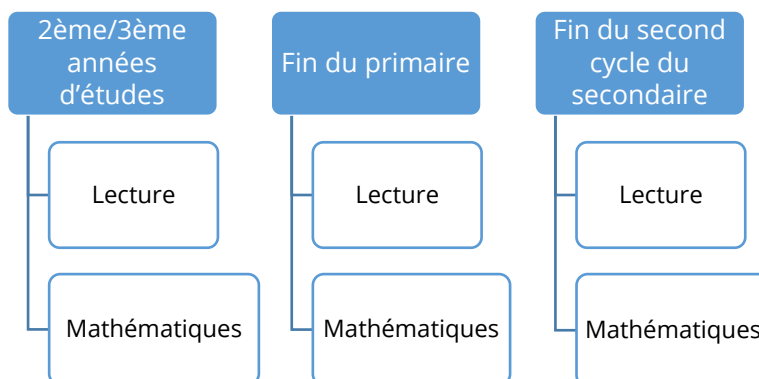 2ème/3ème
années
d’études
Lecture
Mathématiques
Fin du primaire
Lecture
Mathématiques
Fin du second
cycle du
secondaire
Lecture
Mathématiques